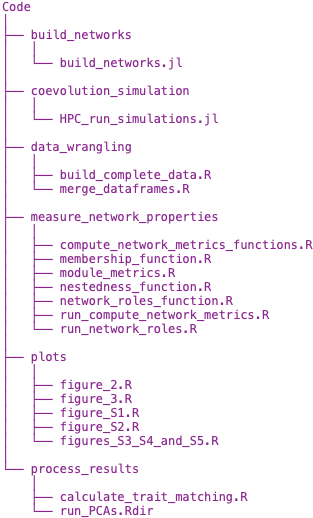 Code
build_networks
build_networks.jl
coevolution_simulation
HPC_run_simulations.jl
data_wrangling
build_complete_data.R
merge_dataframes.R
measure_network_properties
compute_network_metrics_functions.R
membership_function.R
module_metrics.R
nestedness_function.R
network_roles_function.R
run_compute_network_metrics.R
run_network_roles.R
plots
figure_2.R
figure_3.R
figure_S1.R
figure_S2.R
figures_S3_S4_and_S5.R
process_results
calculate_trait_matching.R
run_PCAs.Rdir